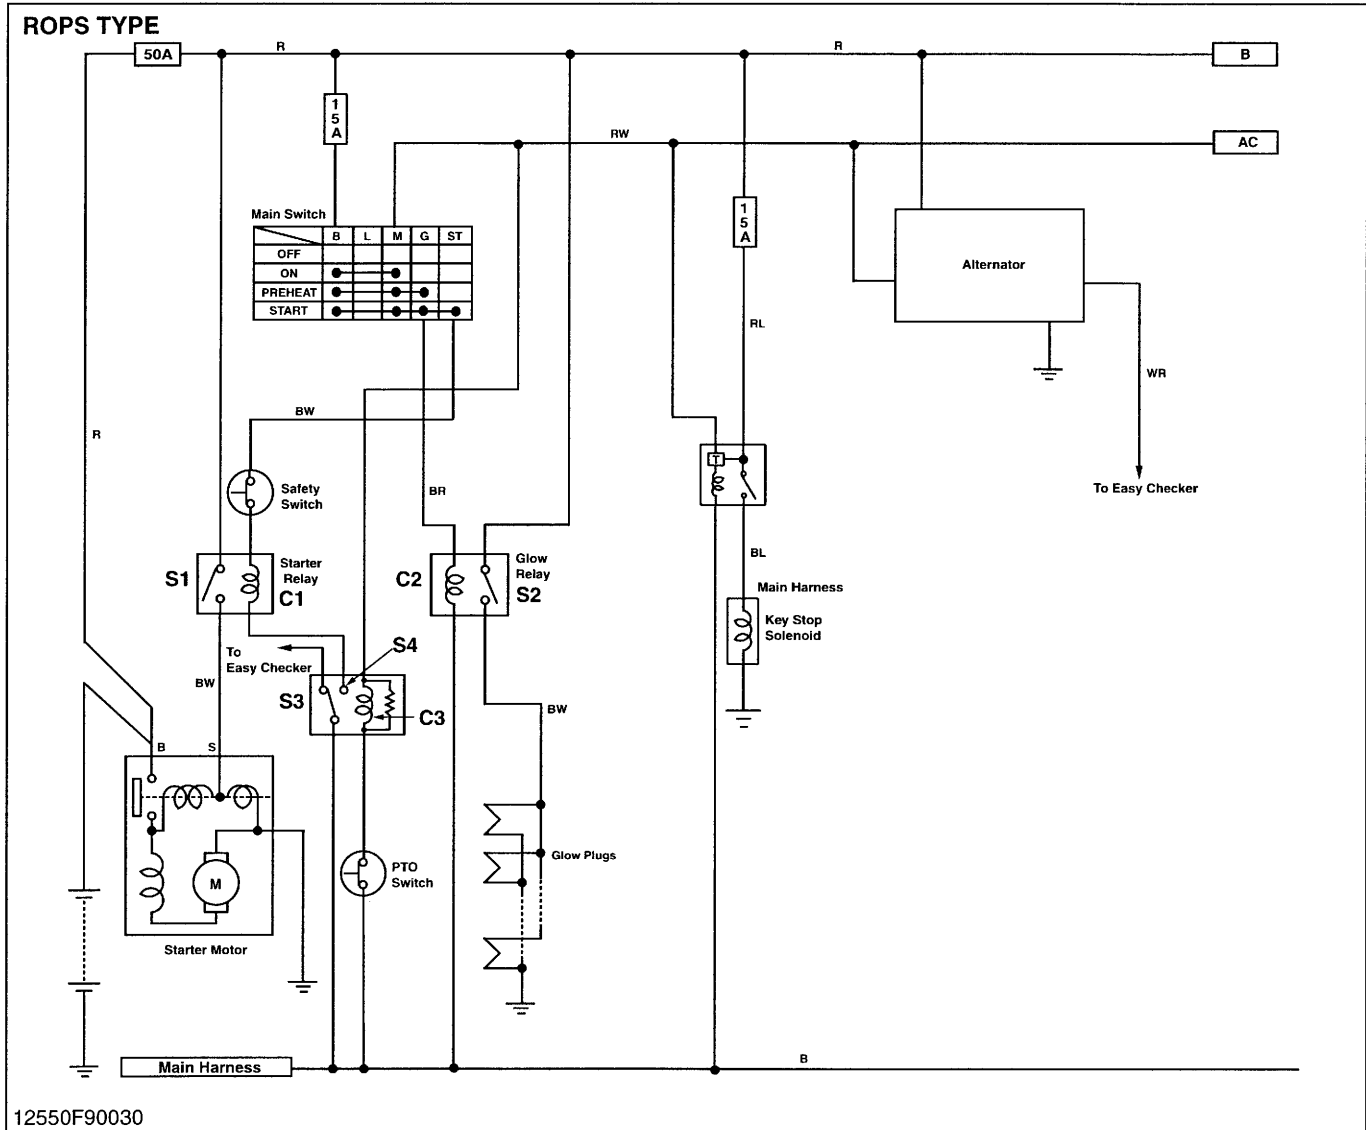 ROPS TYPE
50A
R
R
B
15A
RW
AC
Main Switch
B L M G ST
OFF
ON
PREHEAT
START
15A
Alternator
RL
WR
BW
R
BR
T
To Easy Checker
Safety
Switch
S1
Starter
Relay
C1
C2
Glow
Relay
S2
BL
Main Harness
Key Stop
Solenoid
To
Easy Checker
S4
BW
S3
C3
BW
B
S
M
PTO
Switch
Glow Plugs
Starter Motor
Main Harness
B
12550F90030